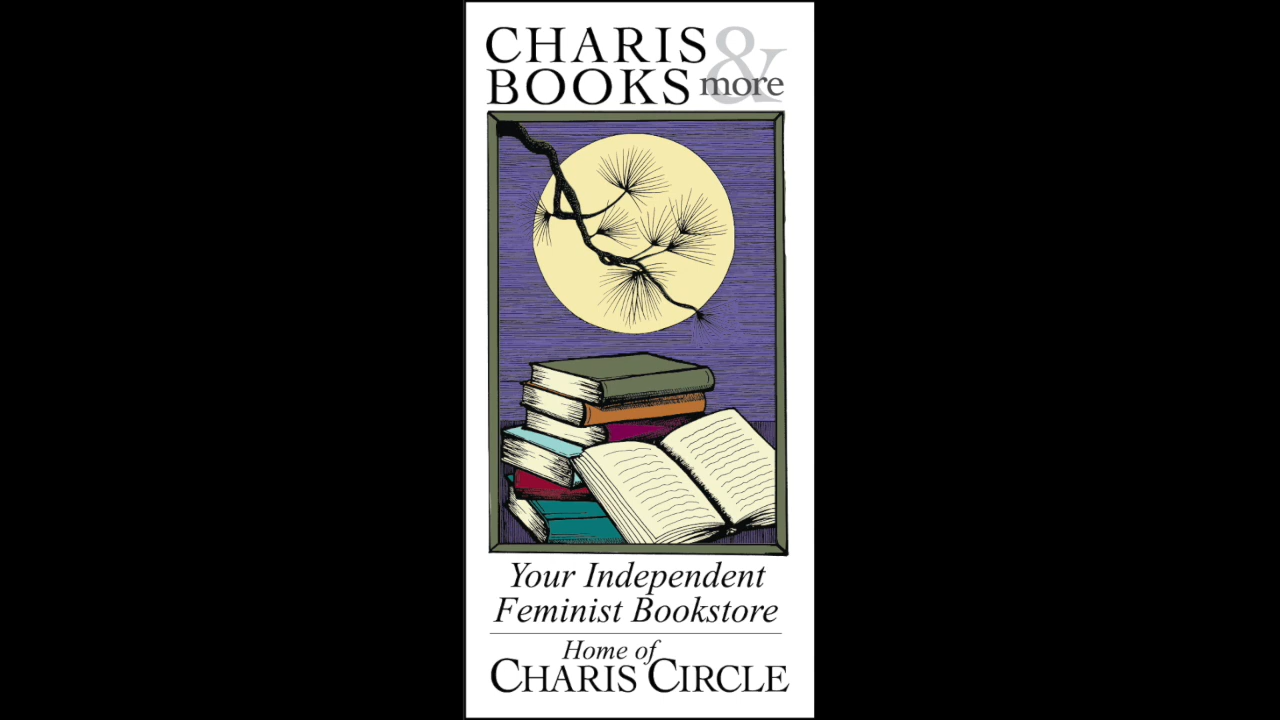 CHARIS &
BOOKS more
Your Independent
Feminist Bookstore
Home of
CHARIS CIRCLE